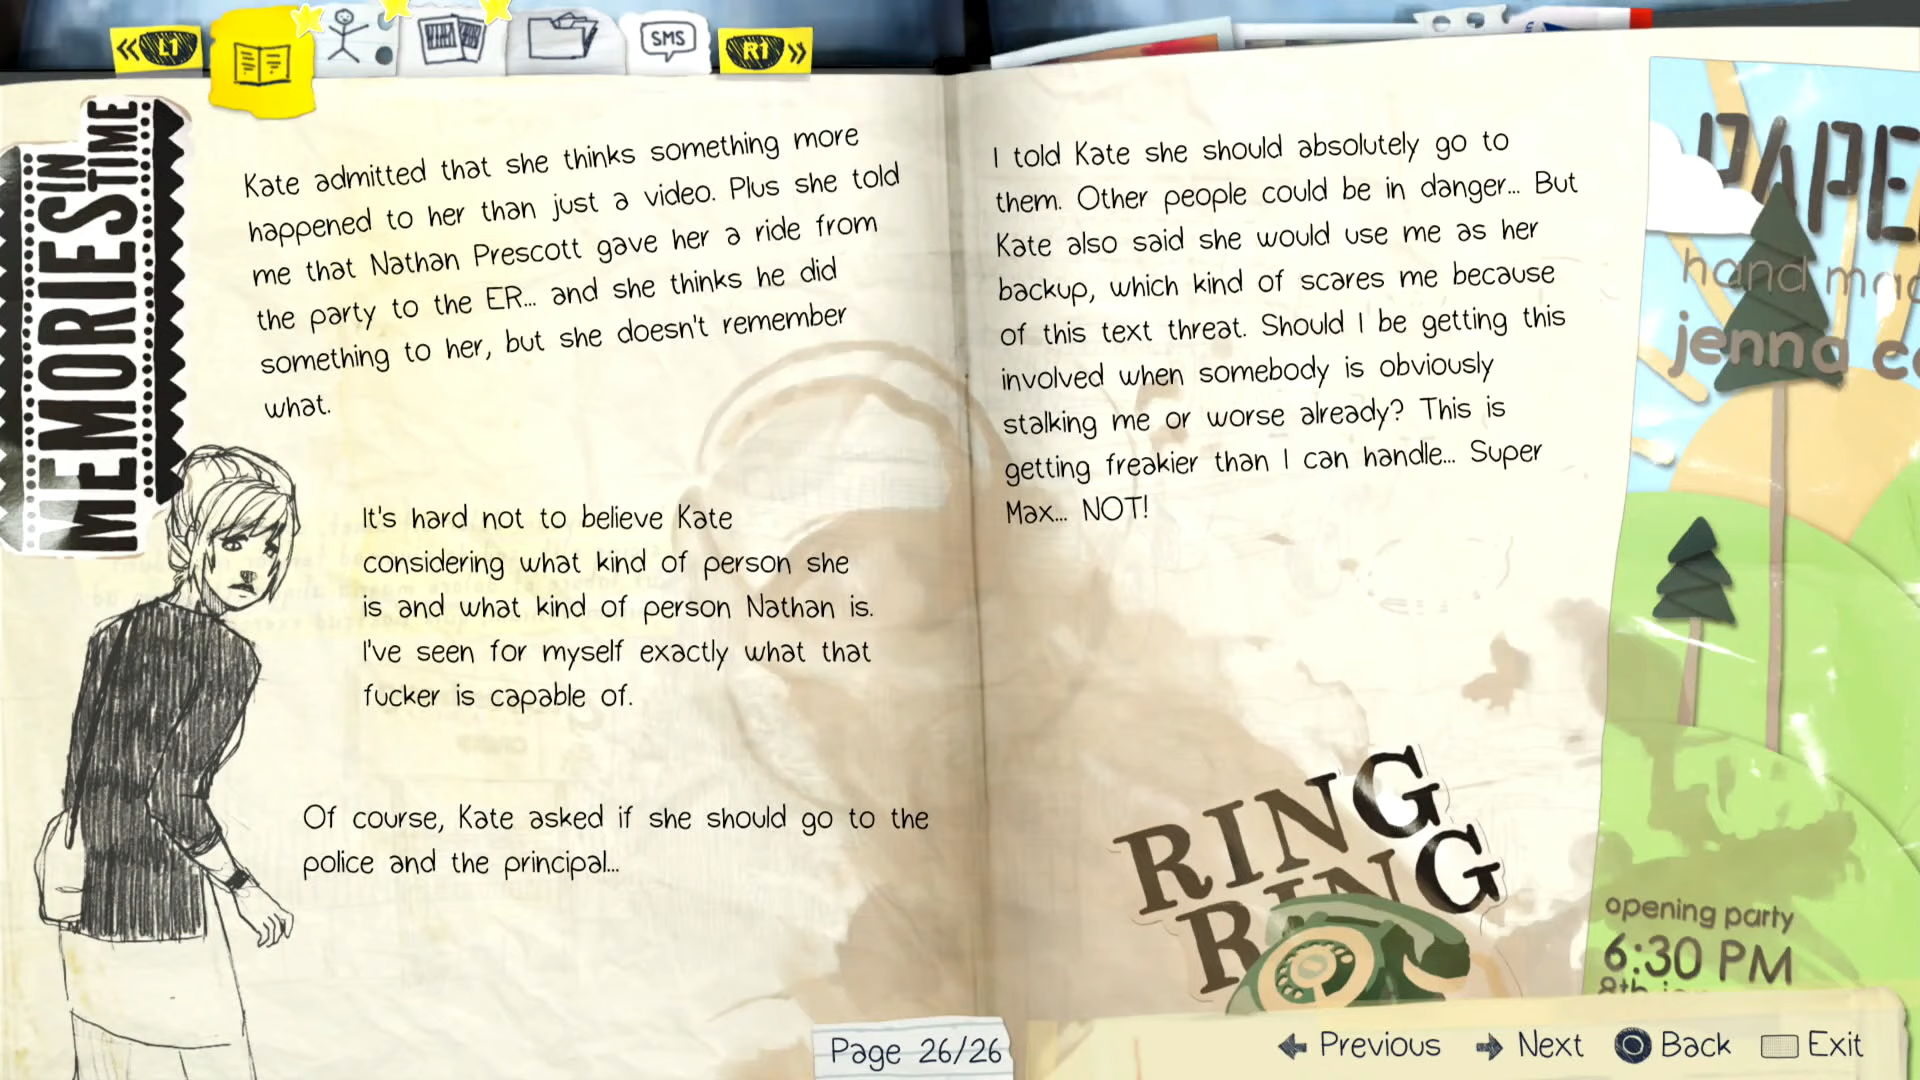 L1
SMS
R1
MEMORIES
IN
TIME
Kate admitted that she thinks something more
happened to her than just a video. Plus she told
me that Nathan Prescott gave her a ride from
the party to the ER... and she thinks he did
something to her, but she doesn't remember
what.
It's hard not to believe Kate
considering what kind of person she
is and what kind of person Nathan is.
I've seen for myself exactly what that
fucker is capable of.
Of course, Kate asked if she should go to the
police and the principal...
I told Kate she should absolutely go to
them. Other people could be in danger... But
Kate also said she would use me as her
backup, which kind of scares me because
of this text threat. Should I be getting this
involved when somebody is obviously
stalking me or worse already? This is
getting freakier than I can handle... Super
Max... NOT!
RING
RING
PAPE
hand mad
jenna co
opening party
6:30 PM
8th
Page 26/26
Previous
Next
Back
Exit